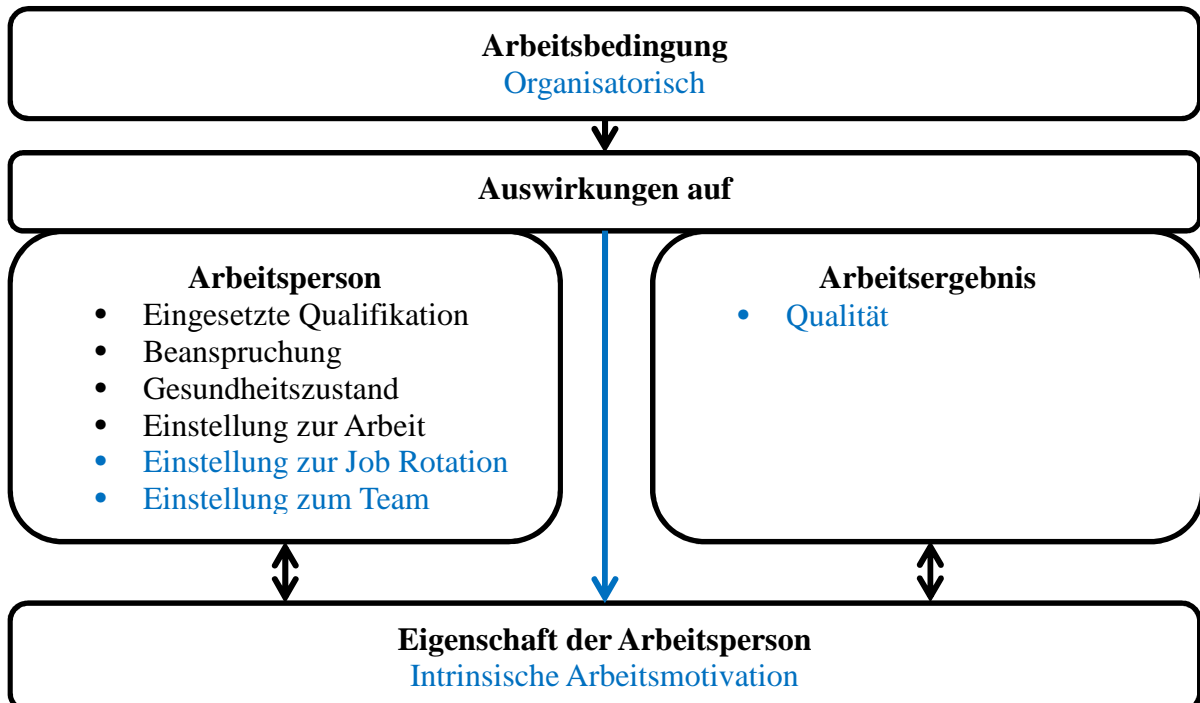 Arbeitsbedingung
Organisatorisch
Auswirkungen auf
Arbeitsperson
• Eingesetzte Qualifikation
• Beanspruchung
• Gesundheitszustand
• Einstellung zur Arbeit
• Einstellung zur Job Rotation
• Einstellung zum Team
Arbeitsergebnis
• Qualität
Eigenschaft der Arbeitsperson
Intrinsische Arbeitsmotivation